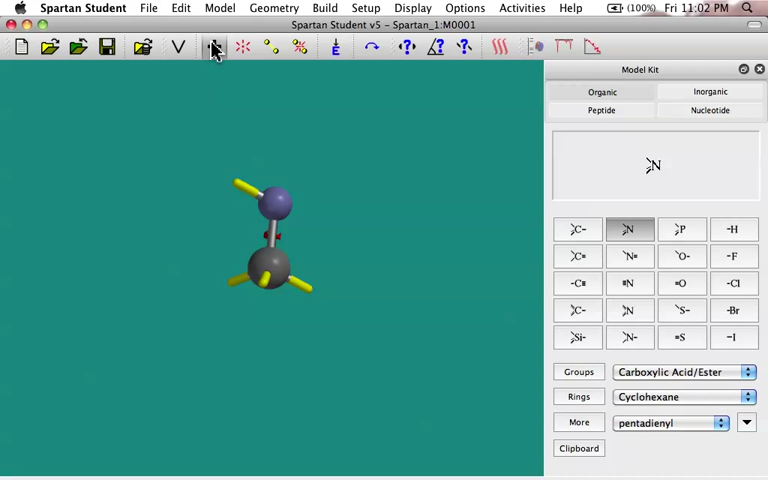 Spartan Student File Edit Model Geometry Build Setup Display Options Activities Help (100%) Fri 11:02 PM
Spartan Student v5 - Spartan_1:M0001
V E ? ? ?
Model Kit
Organic Inorganic
Peptide Nucleotide
N
C- N P -H
C= N= O- -F
-C≡ ≡N =O -Cl
C- N S- -Br
Si- N- =S -I
Groups Carboxylic Acid/Ester
Rings Cyclohexane
More pentadienyl
Clipboard